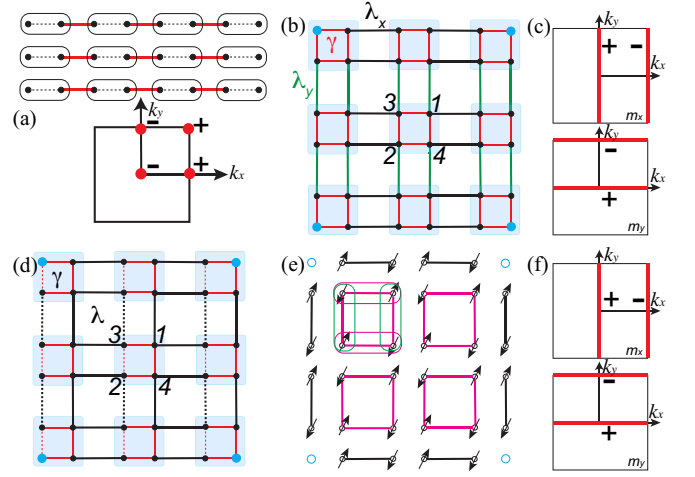 (a)
k_y
- +
- +
k_x
(b)
λ_x
γ
λ_y
3 1
2 4
(c)
k_y
+ -
k_x
m_x
k_y
-
k_x
+
m_y
(d)
γ
λ
3 1
2 4
(e)
(f)
k_y
+ -
k_x
m_x
k_y
-
k_x
+
m_y